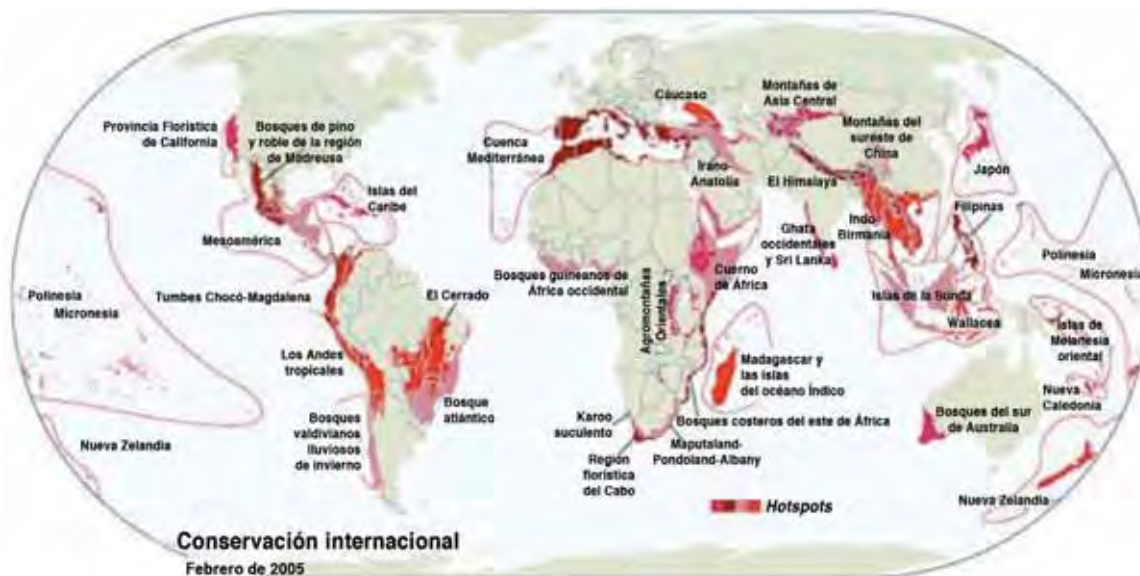 Provincia Florística
de California
Bosques de pino
y roble de la región
de Madreusa
Islas del
Caribe
Mesoamérica
Polinesia
Micronesia
Tumbes Chocó-Magdalena
El Cerrado
Los Andes
tropicales
Bosque
atlántico
Bosques
valdivianos
lluviosos
de invierno
Nueva Zelandia
Cuenca
Mediterránea
Cáucaso
Irano-
Anatolia
Montañas de
Asia Central
Montañas del
sureste de
China
El Himalaya
Japón
Filipinas
Indo-
Birmania
Ghata
occidentales
y Sri Lanka
Cuerno
de África
Bosques guineanos de
África occidental
Agromontañas
Orientales
Islas de la Sonda
Wallacea
Polinesia
Micronesia
Islas de
Melanesia
oriental
Nueva
Caledonia
Madagascar y
las islas
del océano Índico
Bosques costeros del este de África
Karoo
suculento
Maputaland-
Pondoland-Albany
Región
florística
del Cabo
Bosques del sur
de Australia
Nueva Zelandia
Hotspots
Conservación internacional
Febrero de 2005